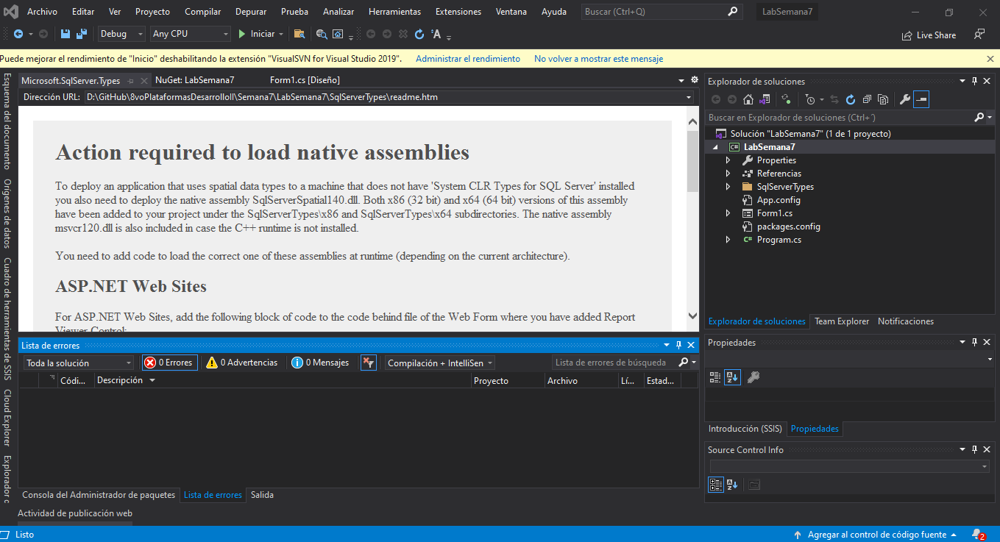 Archivo Editar Ver Proyecto Compilar Depurar Prueba Analizar Herramientas Extensiones Ventana Ayuda Buscar (Ctrl+Q) LabSemana7
Debug Any CPU Iniciar Live Share
Puede mejorar el rendimiento de "Inicio" deshabilitando la extensión "VisualSVN for Visual Studio 2019". Administrar el rendimiento No volver a mostrar este mensaje
Esquema del documento
Orígenes de datos
Cuadro de herramientas de SSIS
Cloud Explorer
Explorador c
Microsoft.SqlServer.Types NuGet: LabSemana7 Form1.cs [Diseño]
Dirección URL: D:\GitHub\8voPlataformasDesarrolloII\Semana7\LabSemana7\SqlServerTypes\readme.htm
Action required to load native assemblies
To deploy an application that uses spatial data types to a machine that does not have 'System CLR Types for SQL Server' installed
you also need to deploy the native assembly SqlServerSpatial140.dll. Both x86 (32 bit) and x64 (64 bit) versions of this assembly
have been added to your project under the SqlServerTypes\x86 and SqlServerTypes\x64 subdirectories. The native assembly
msvcr120.dll is also included in case the C++ runtime is not installed.
You need to add code to load the correct one of these assemblies at runtime (depending on the current architecture).
ASP.NET Web Sites
For ASP.NET Web Sites, add the following block of code to the code behind file of the Web Form where you have added Report
Viewer Control:
Lista de errores
Toda la solución 0 Errores 0 Advertencias 0 Mensajes Compilación + IntelliSen Lista de errores de búsqueda
Códi... Descripción Proyecto Archivo Lí... Estad...
Consola del Administrador de paquetes Lista de errores Salida
Actividad de publicación web
Explorador de soluciones
Buscar en Explorador de soluciones (Ctrl+´)
Solución "LabSemana7" (1 de 1 proyecto)
C# LabSemana7
Properties
Referencias
SqlServerTypes
App.config
Form1.cs
packages.config
C# Program.cs
Explorador de soluciones Team Explorer Notificaciones
Propiedades
Introducción (SSIS) Propiedades
Source Control Info
Listo Agregar al control de código fuente 2